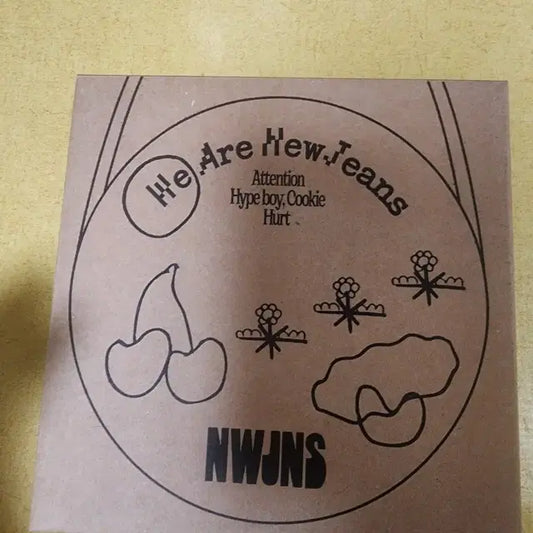 We Are New Jeans
Attention
Hype boy, Cookie
Hurt
NWJNS